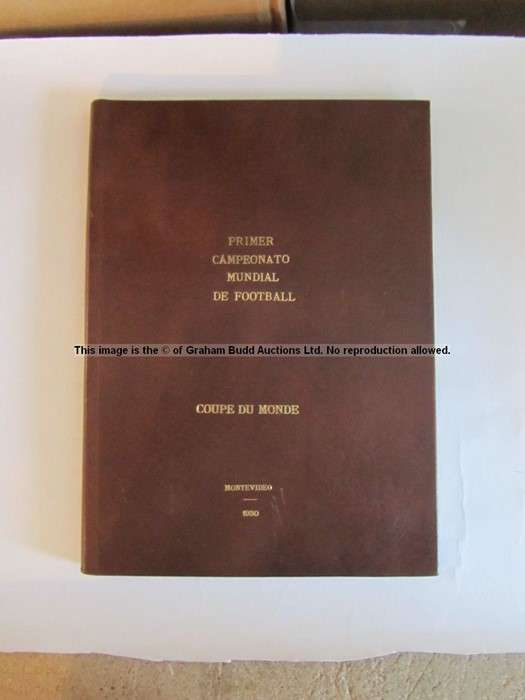 PRIMER
CAMPEONATO
MUNDIAL
DE FOOTBALL
This image is the © of Graham Budd Auctions Ltd. No reproduction allowed.
COUPE DU MONDE
MONTEVIDEO
1930